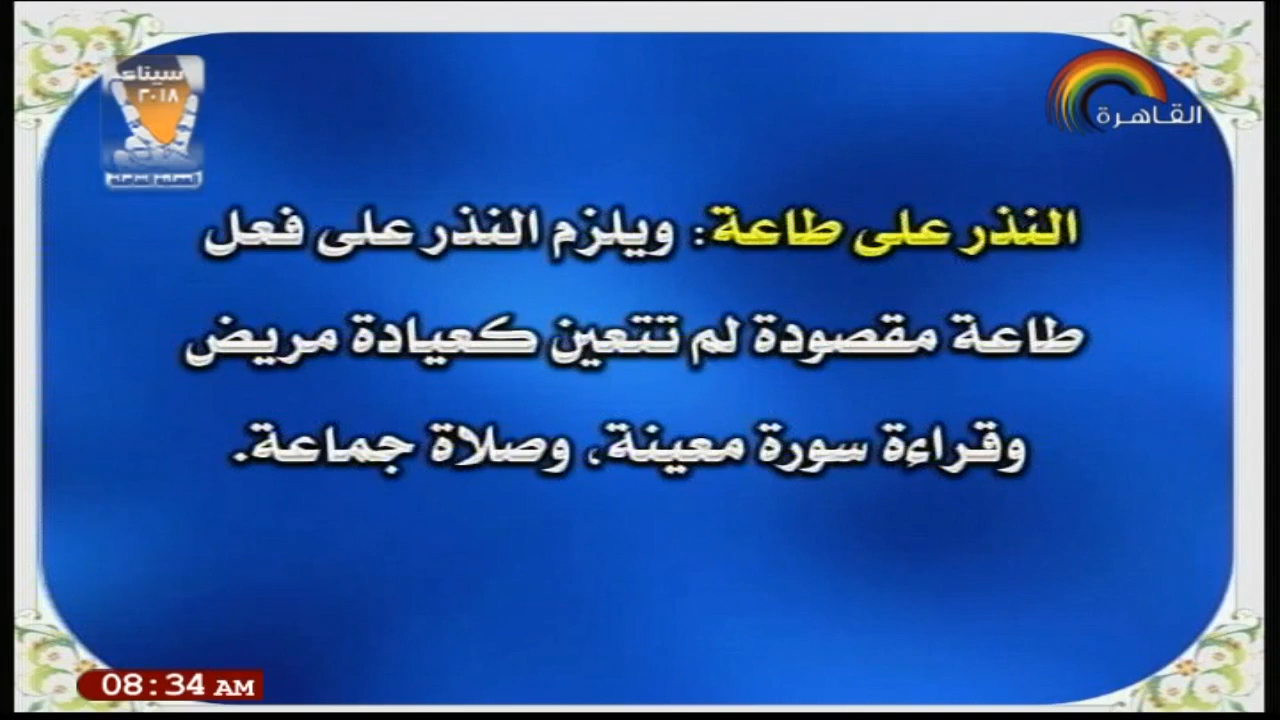 سيناء
٢٠١٨
القاهرة
النذر على طاعة: ويلزم النذر على فعل
طاعة مقصودة لم تتعين كعيادة مريض
وقراءة سورة معينة، وصلاة جماعة.
08:34 AM